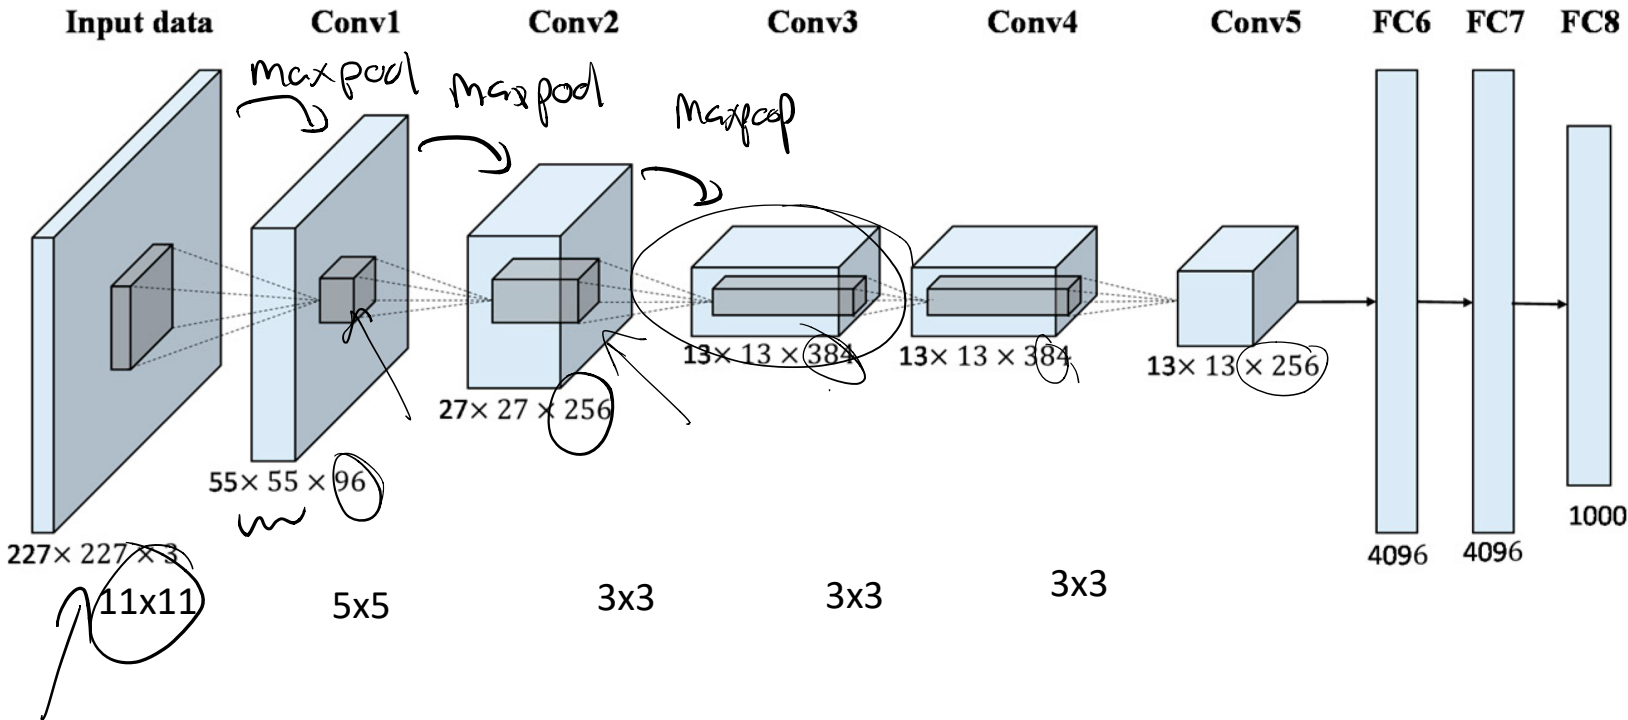 Input data Conv1 Conv2 Conv3 Conv4 Conv5 FC6 FC7 FC8
maxpool
maxpool
Maxpoop
13× 13 × 384
13× 13 × 384
13× 13 × 256
27× 27 × 256
55× 55 × 96
227× 227 × 3
4096
4096
1000
11x11
5x5
3x3
3x3
3x3